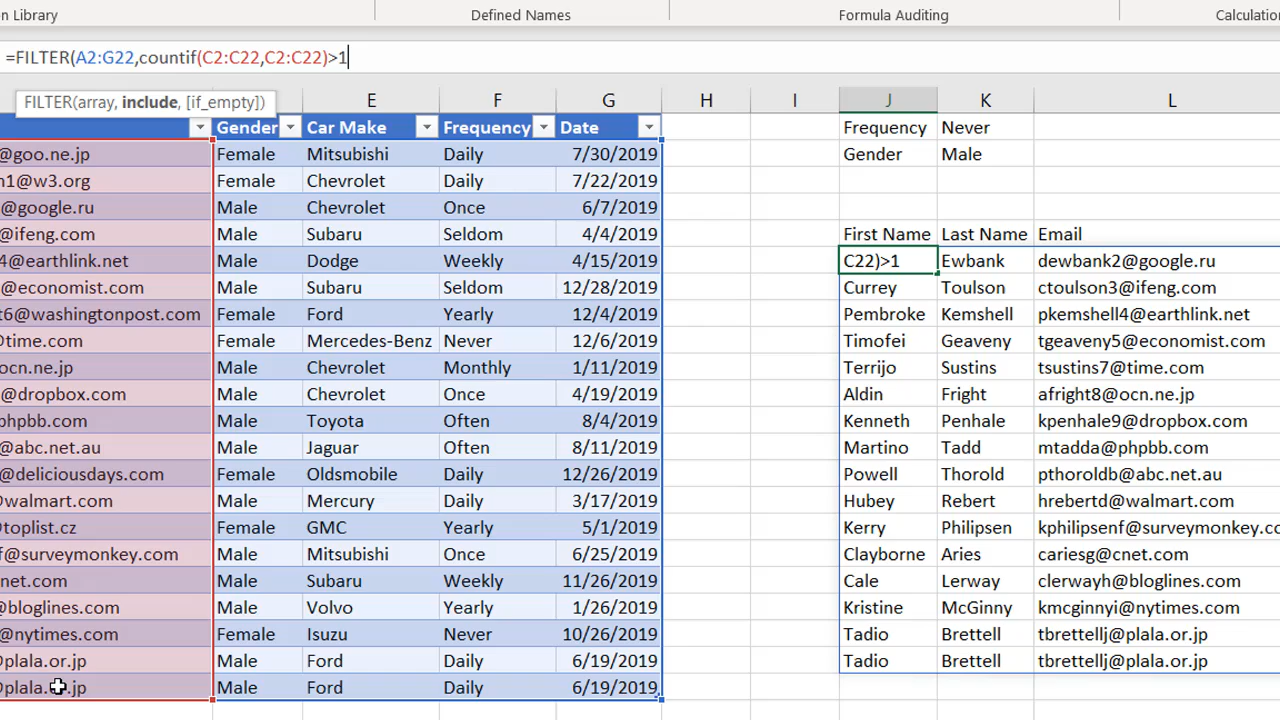 n Library Defined Names Formula Auditing Calculatio
=FILTER(A2:G22,countif(C2:C22,C2:C22)>1
FILTER(array, include, [if_empty])
E F G H I J K L
Gender Car Make Frequency Date Frequency Never
@goo.ne.jp Female Mitsubishi Daily 7/30/2019 Gender Male
n1@w3.org Female Chevrolet Daily 7/22/2019
@google.ru Male Chevrolet Once 6/7/2019
@ifeng.com Male Subaru Seldom 4/4/2019 First Name Last Name Email
4@earthlink.net Male Dodge Weekly 4/15/2019 C22)>1 Ewbank dewbank2@google.ru
@economist.com Male Subaru Seldom 12/28/2019 Currey Toulson ctoulson3@ifeng.com
t6@washingtonpost.com Female Ford Yearly 12/4/2019 Pembroke Kemshell pkemshell4@earthlink.net
@time.com Female Mercedes-Benz Never 12/6/2019 Timofei Geaveny tgeaveny5@economist.com
ocn.ne.jp Male Chevrolet Monthly 1/11/2019 Terrijo Sustins tsustins7@time.com
@dropbox.com Male Chevrolet Once 4/19/2019 Aldin Fright afright8@ocn.ne.jp
phpbb.com Male Toyota Often 8/4/2019 Kenneth Penhale kpenhale9@dropbox.com
@abc.net.au Male Jaguar Often 8/11/2019 Martino Tadd mtadda@phpbb.com
@deliciousdays.com Female Oldsmobile Daily 12/26/2019 Powell Thorold pthoroldb@abc.net.au
@walmart.com Male Mercury Daily 3/17/2019 Hubey Rebert hrebertd@walmart.com
@toplist.cz Female GMC Yearly 5/1/2019 Kerry Philipsen kphilipsenf@surveymonkey.co
f@surveymonkey.com Male Mitsubishi Once 6/25/2019 Clayborne Aries cariesg@cnet.com
net.com Male Subaru Weekly 11/26/2019 Cale Lerway clerwayh@bloglines.com
@bloglines.com Male Volvo Yearly 1/26/2019 Kristine McGinny kmcginnyi@nytimes.com
@nytimes.com Female Isuzu Never 10/26/2019 Tadio Brettell tbrettellj@plala.or.jp
@plala.or.jp Male Ford Daily 6/19/2019 Tadio Brettell tbrettellj@plala.or.jp
@plala. .jp Male Ford Daily 6/19/2019